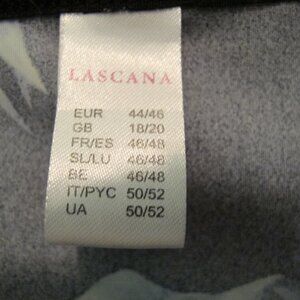 LASCANA
EUR 44/46
GB 18/20
FR/ES 46/48
SL/LU 46/48
BE 46/48
IT/PYC 50/52
UA 50/52